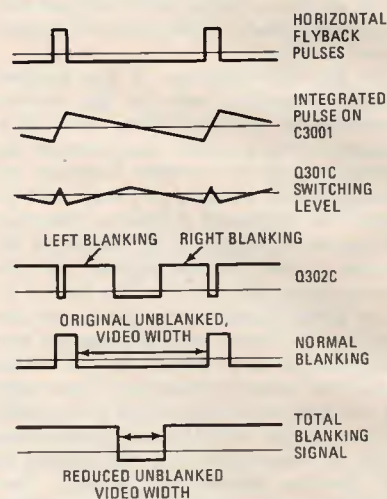 HORIZONTAL
FLYBACK
PULSES
INTEGRATED
PULSE ON
C3001
Q301C
SWITCHING
LEVEL
LEFT BLANKING
RIGHT BLANKING
Q302C
ORIGINAL UNBLANKED,
VIDEO WIDTH
NORMAL
BLANKING
TOTAL
BLANKING
SIGNAL
REDUCED UNBLANKED
VIDEO WIDTH